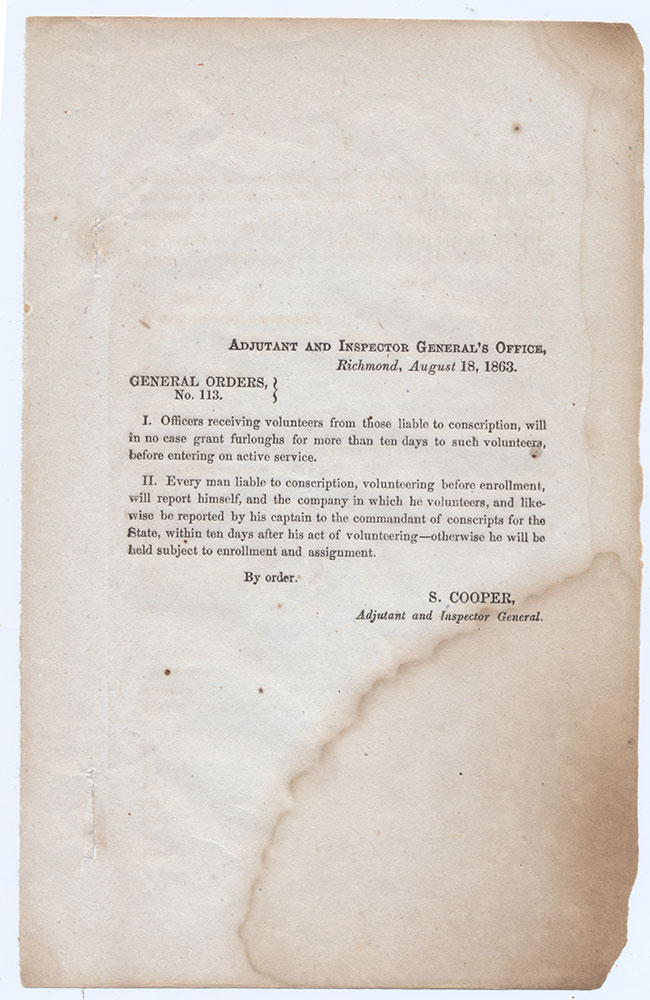 ADJUTANT AND INSPECTOR GENERAL'S OFFICE,
Richmond, August 18, 1863.
GENERAL ORDERS, }
No. 113.
I. Officers receiving volunteers from those liable to conscription, will
in no case grant furloughs for more than ten days to such volunteers,
before entering on active service.
II. Every man liable to conscription, volunteering before enrollment,
will report himself, and the company in which he volunteers, and like-
wise be reported by his captain to the commandant of conscripts for the
State, within ten days after his act of volunteering—otherwise he will be
held subject to enrollment and assignment.
By order.
S. COOPER,
Adjutant and Inspector General.